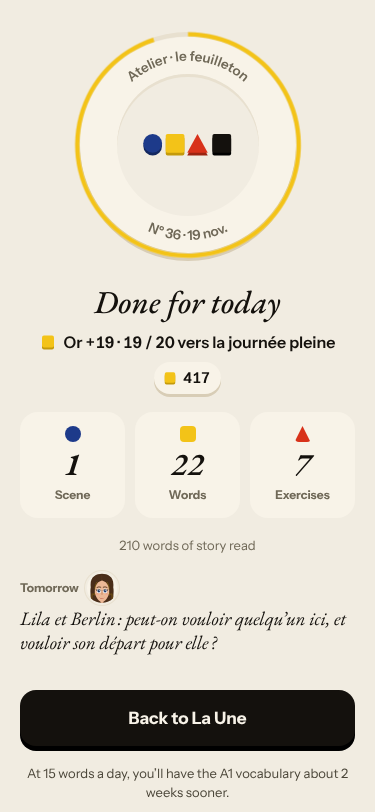 Atelier · le feuilleton
N° 36 · 19 nov.
Done for today
Or +19 · 19 / 20 vers la journée pleine
417
1
Scene
22
Words
7
Exercises
210 words of story read
Tomorrow
Lila et Berlin : peut-on vouloir quelqu’un ici, et
vouloir son départ pour elle ?
Back to La Une
At 15 words a day, you’ll have the A1 vocabulary about 2
weeks sooner.